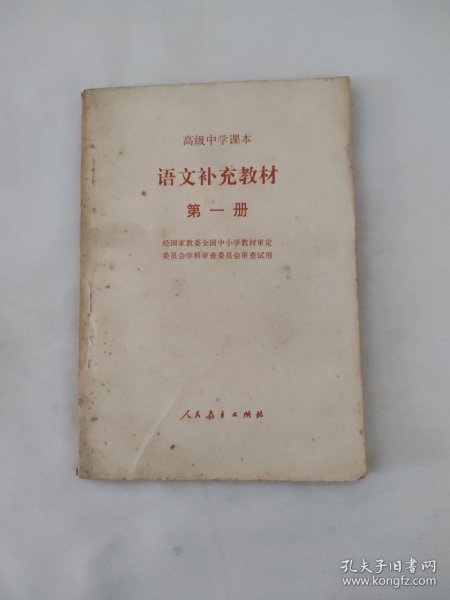 高级中学课本
语文补充教材
第一册
经国家教委全国中小学教材审定
委员会学科审查委员会审查试用
人民教育出版社
孔夫子旧书网
www.kongfz.com